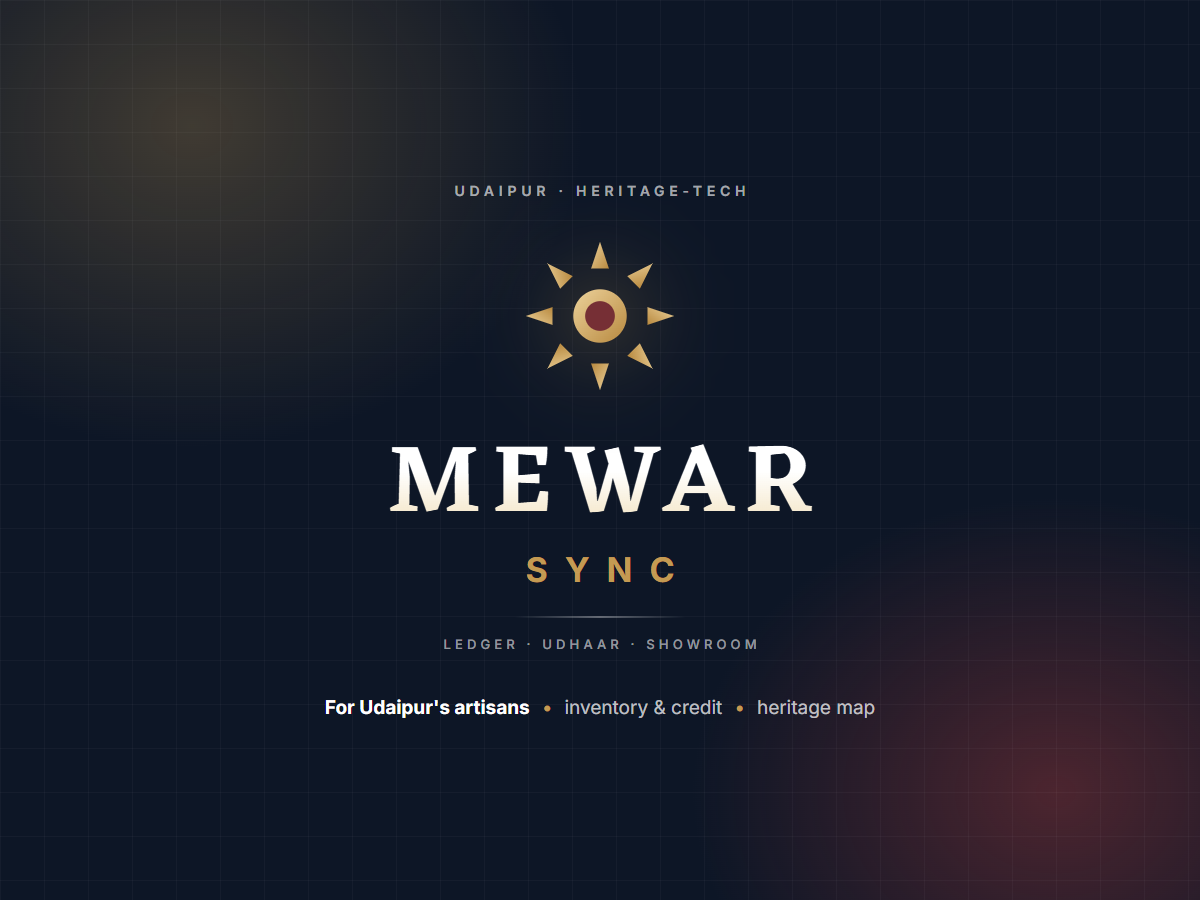 UDAIPUR · HERITAGE-TECH
MEWAR
SYNC
LEDGER · UDHAAR · SHOWROOM
For Udaipur's artisans • inventory & credit • heritage map